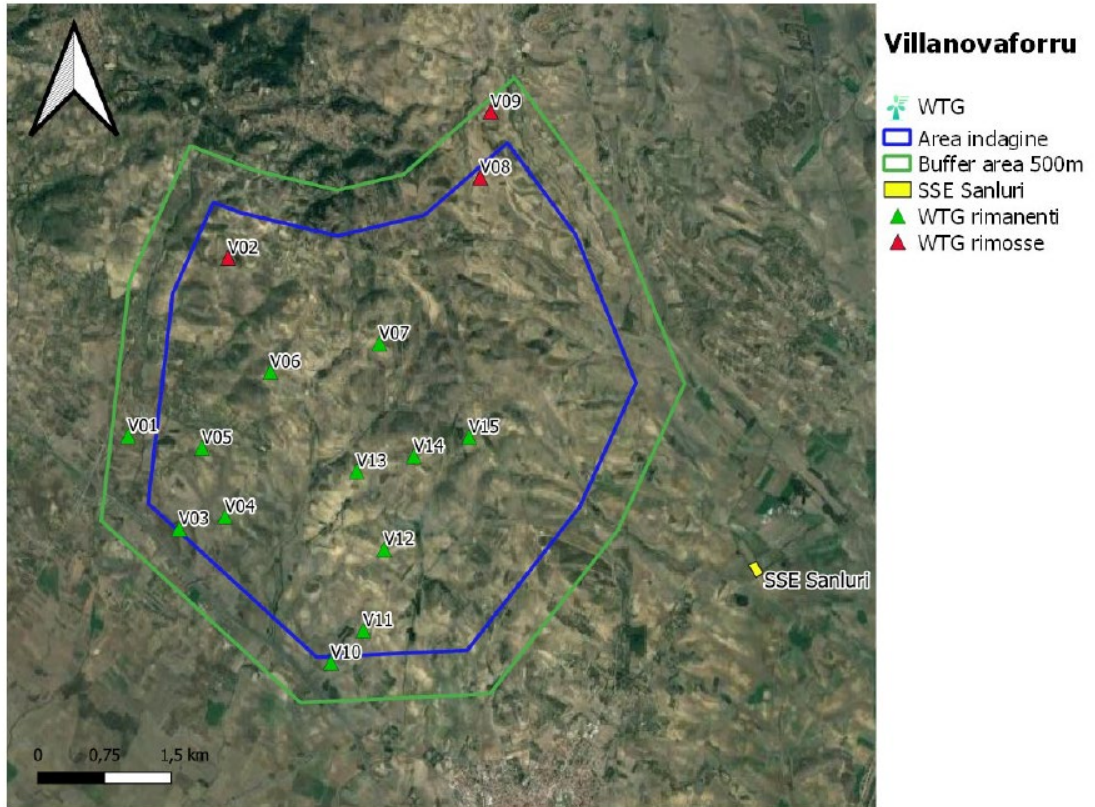 Villanovaforru
WTG
Area indagine
Buffer area 500m
SSE Sanluri
WTG rimanenti
WTG rimosse
V09
V08
V02
V07
V06
V01
V05
V15
V14
V13
V03
V04
V12
SSE Sanluri
V11
V10
0 0,75 1,5 km